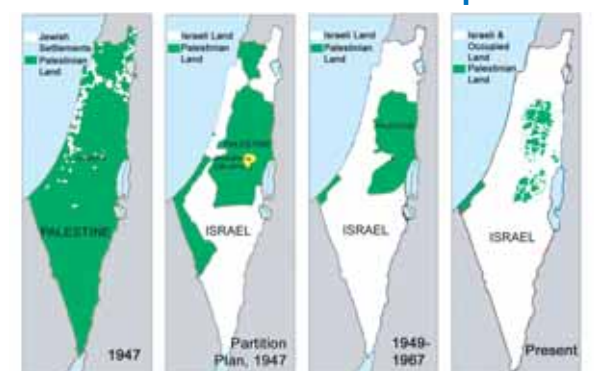 Jewish
Settlements
Palestinian
Land
PALESTINE
1947
Israeli Land
Palestinian
Land
ISRAEL
Partition
Plan, 1947
Israeli Land
Palestinian
Land
ISRAEL
1949-
1967
Israeli &
Occupied
Land
Palestinian
Land
ISRAEL
Present